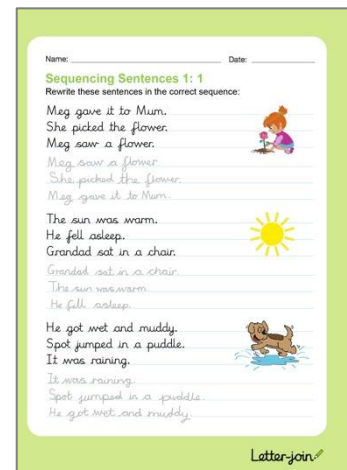 Name:
Date:
Sequencing Sentences 1: 1
Rewrite these sentences in the correct sequence:
Meg gave it to Mum.
She picked the flower.
Meg saw a flower.
Meg saw a flower
She picked the flower.
Meg gave it to Mum.
The sun was warm.
He fell asleep.
Grandad sat in a chair.
Grandad sat in a chair.
The sun was warm
He fell asleep.
He got wet and muddy.
Spot jumped in a puddle.
It was raining.
It was raining.
Spot jumped in a puddle.
He got wet and muddy.
Letter-join